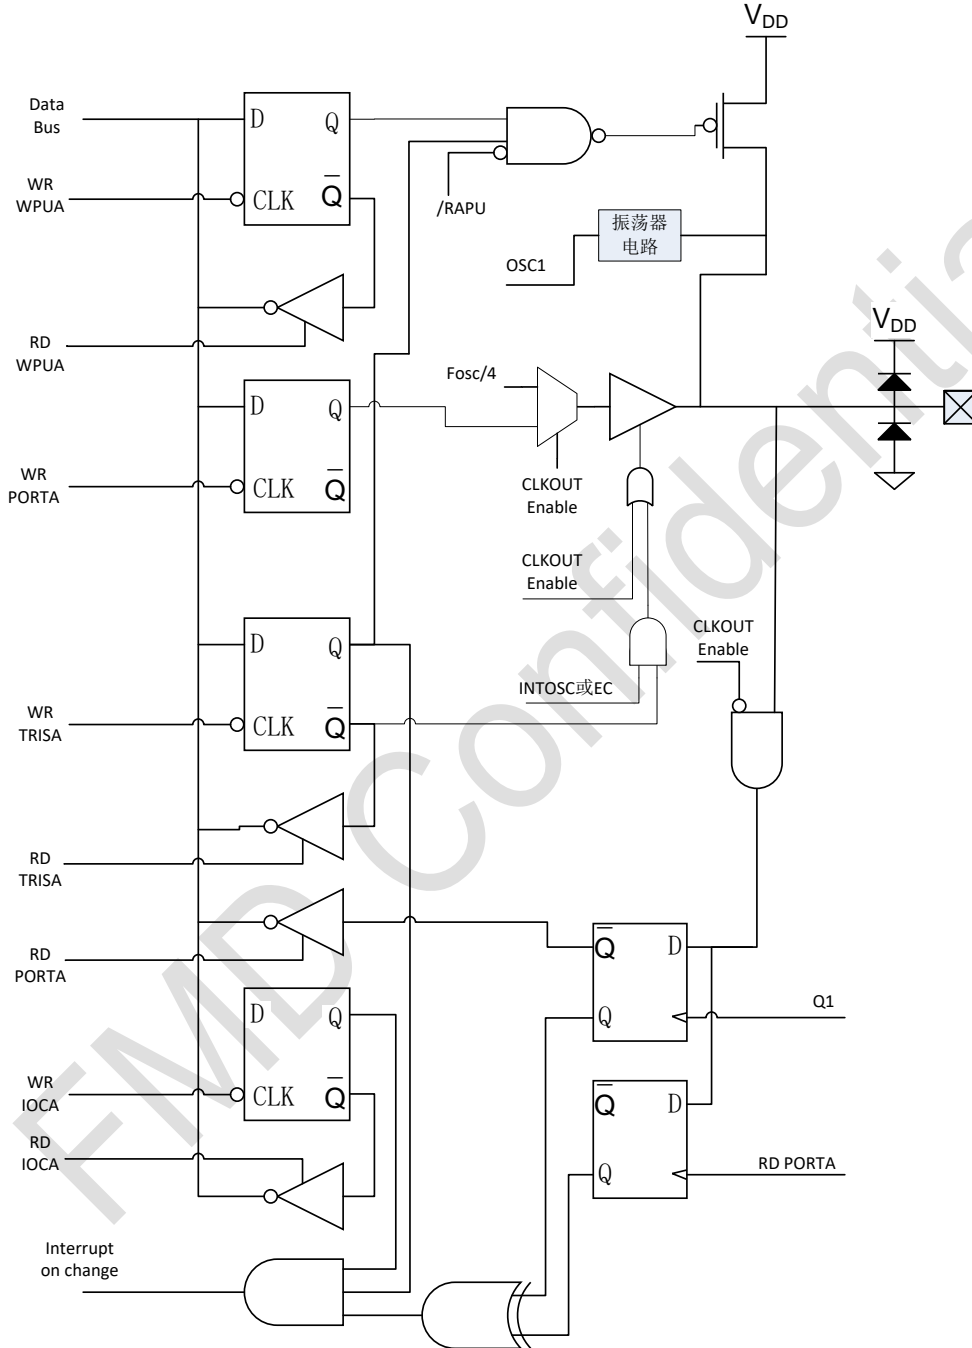 VDD
Data
Bus
D
Q
WR
WPUA
CLK
Q
/RAPU
振荡器
电路
OSC1
RD
WPUA
VDD
Fosc/4
D
Q
WR
PORTA
CLK
Q
CLKOUT
Enable
CLKOUT
Enable
D
Q
CLKOUT
Enable
INTOSC或EC
WR
TRISA
CLK
Q
RD
TRISA
RD
PORTA
Q
D
Q
Q1
D
Q
WR
IOCA
CLK
Q
Q
D
RD
IOCA
Q
RD PORTA
Interrupt
on change
FMD Confidentia